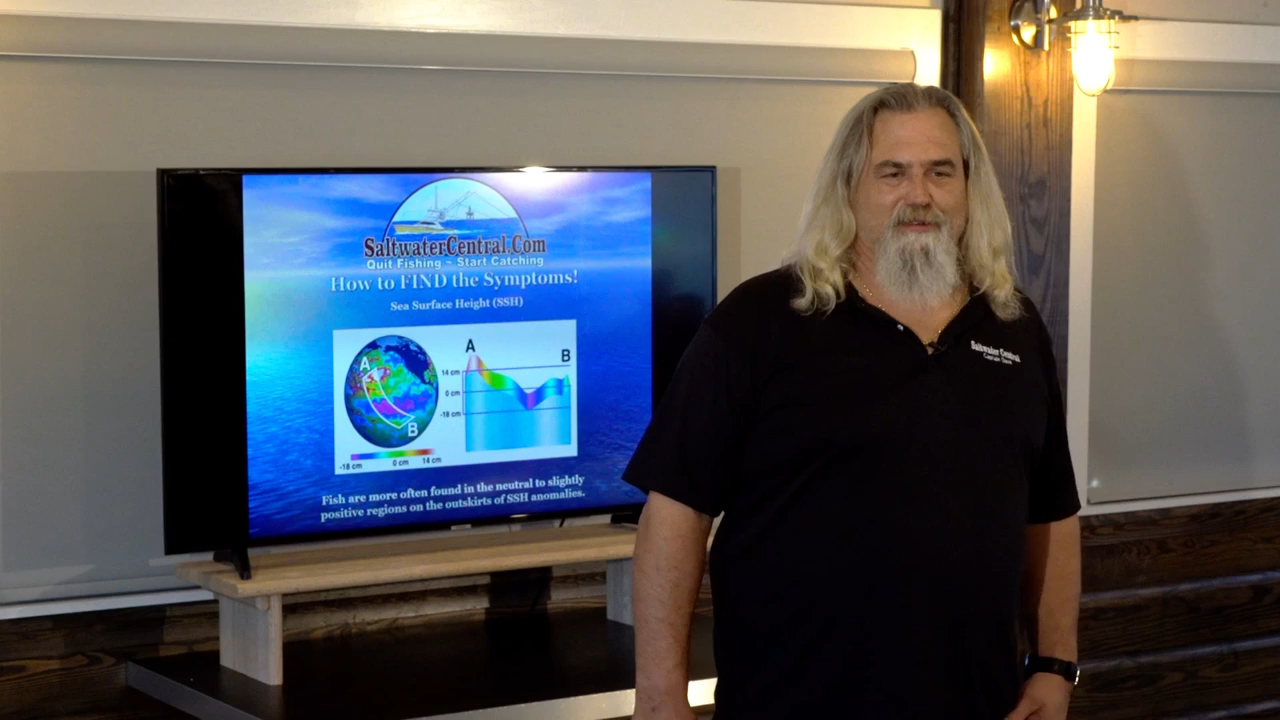 SaltwaterCentral.Com
Quit Fishing ~ Start Catching
How to FIND the Symptoms!
Sea Surface Height (SSH)
A
B
A
B
14 cm
0 cm
-18 cm
-18 cm
0 cm
14 cm
Fish are more often found in the neutral to slightly
positive regions on the outskirts of SSH anomalies.
Saltwater Central
Captain Dave